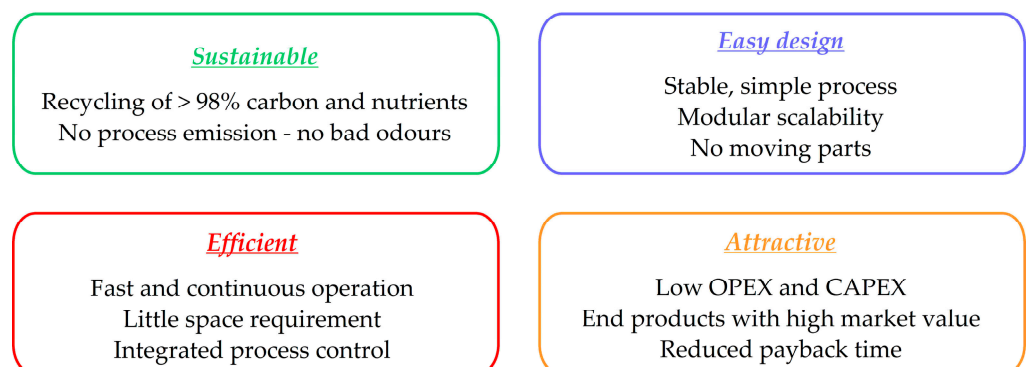 Sustainable
Recycling of > 98% carbon and nutrients
No process emission - no bad odours
Easy design
Stable, simple process
Modular scalability
No moving parts
Efficient
Fast and continuous operation
Little space requirement
Integrated process control
Attractive
Low OPEX and CAPEX
End products with high market value
Reduced payback time